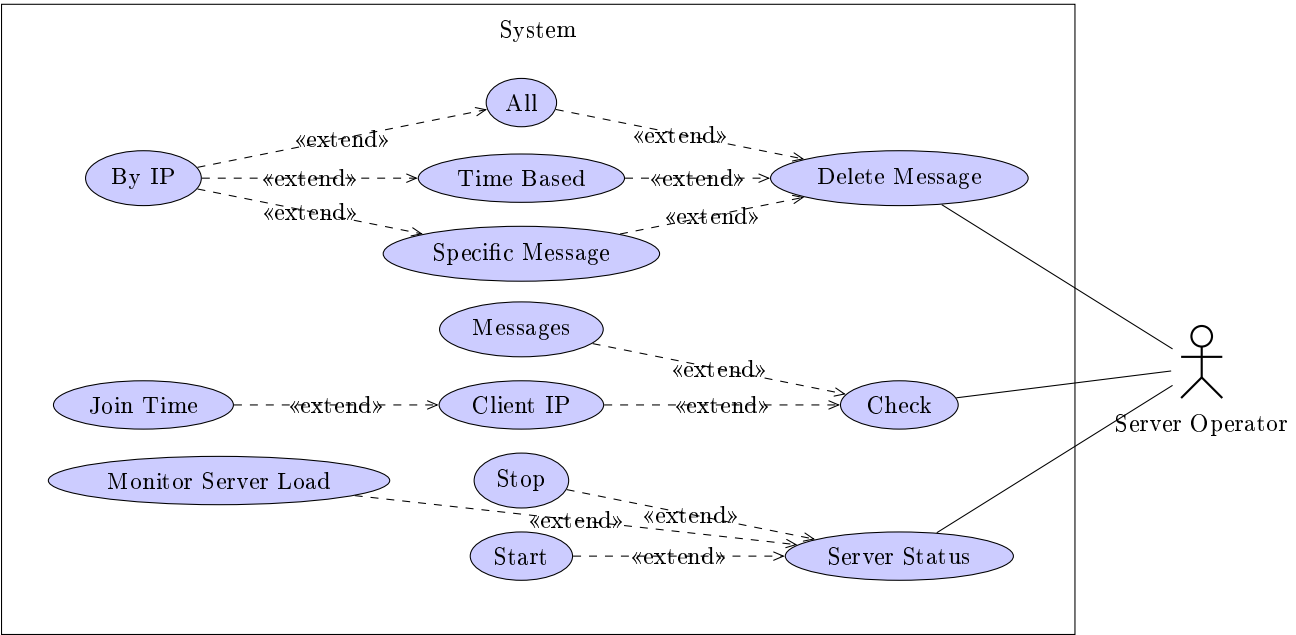 System
All
«extend»
«extend»
By IP
«extend»
Time Based
«extend»
Delete Message
«extend»
«extend»
Specific Message
Messages
«extend»
Join Time
«extend»
Client IP
«extend»
Check
Server Operator
Monitor Server Load
Stop
«extend»
«extend»
Start
«extend»
Server Status